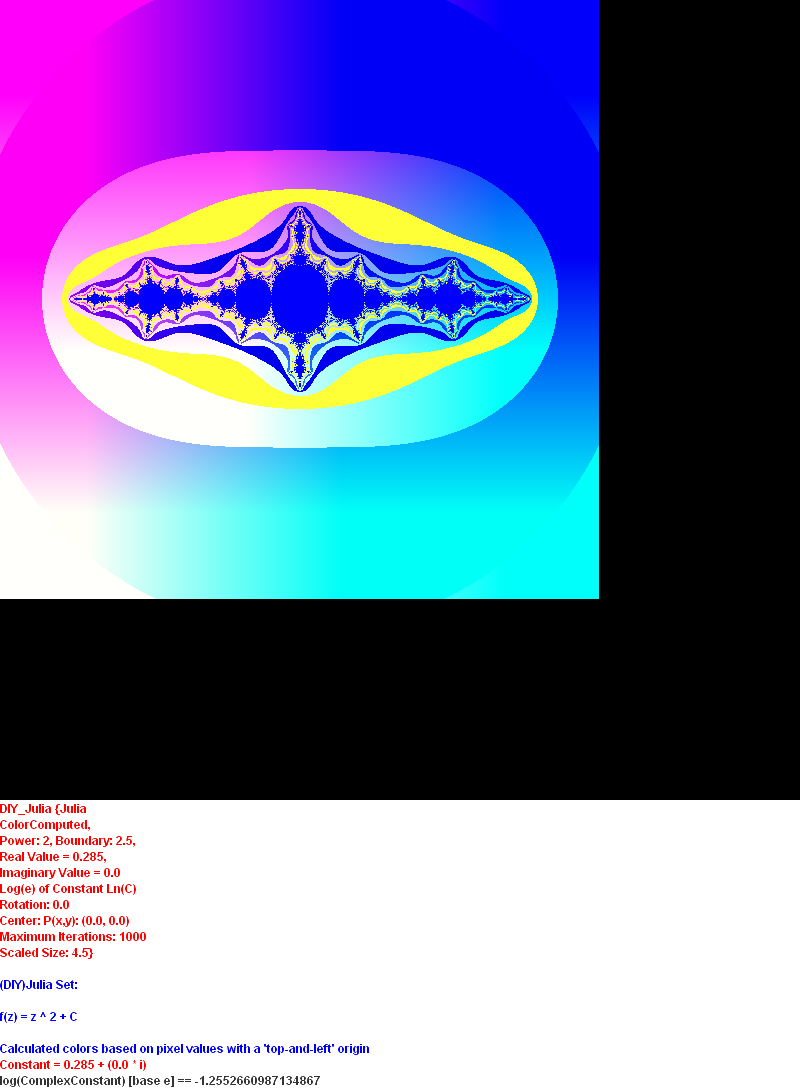 DIY_Julia {Julia
ColorComputed,
Power: 2, Boundary: 2.5,
Real Value = 0.285,
Imaginary Value = 0.0
Log(e) of Constant Ln(C)
Rotation: 0.0
Center: P(x,y): (0.0, 0.0)
Maximum Iterations: 1000
Scaled Size: 4.5}
(DIY)Julia Set:
f(z) = z ^ 2 + C
Calculated colors based on pixel values with a 'top-and-left' origin
Constant = 0.285 + (0.0 * i)
log(ComplexConstant) [base e] == -1.2552660987134867